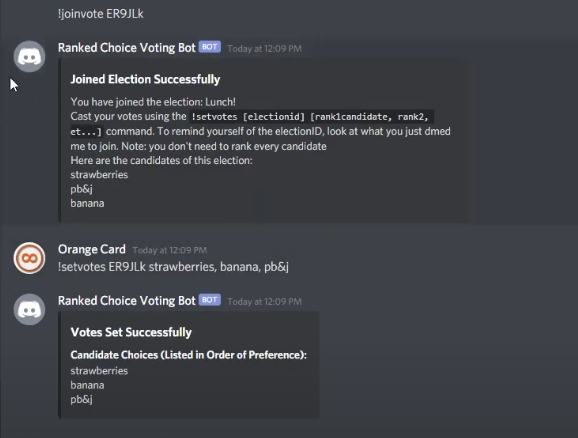 !joinvote ER9JLk
Ranked Choice Voting Bot BOT Today at 12:09 PM
Joined Election Successfully
You have joined the election: Lunch!
Cast your votes using the !setvotes [electionid] [rank1candidate, rank2,
et...] command. To remind yourself of the electionID, look at what you just dmed
me to join. Note: you don't need to rank every candidate
Here are the candidates of this election:
strawberries
pb&j
banana
Orange Card Today at 12:09 PM
!setvotes ER9JLk strawberries, banana, pb&j
Ranked Choice Voting Bot BOT Today at 12:09 PM
Votes Set Successfully
Candidate Choices (Listed in Order of Preference):
strawberries
banana
pb&j